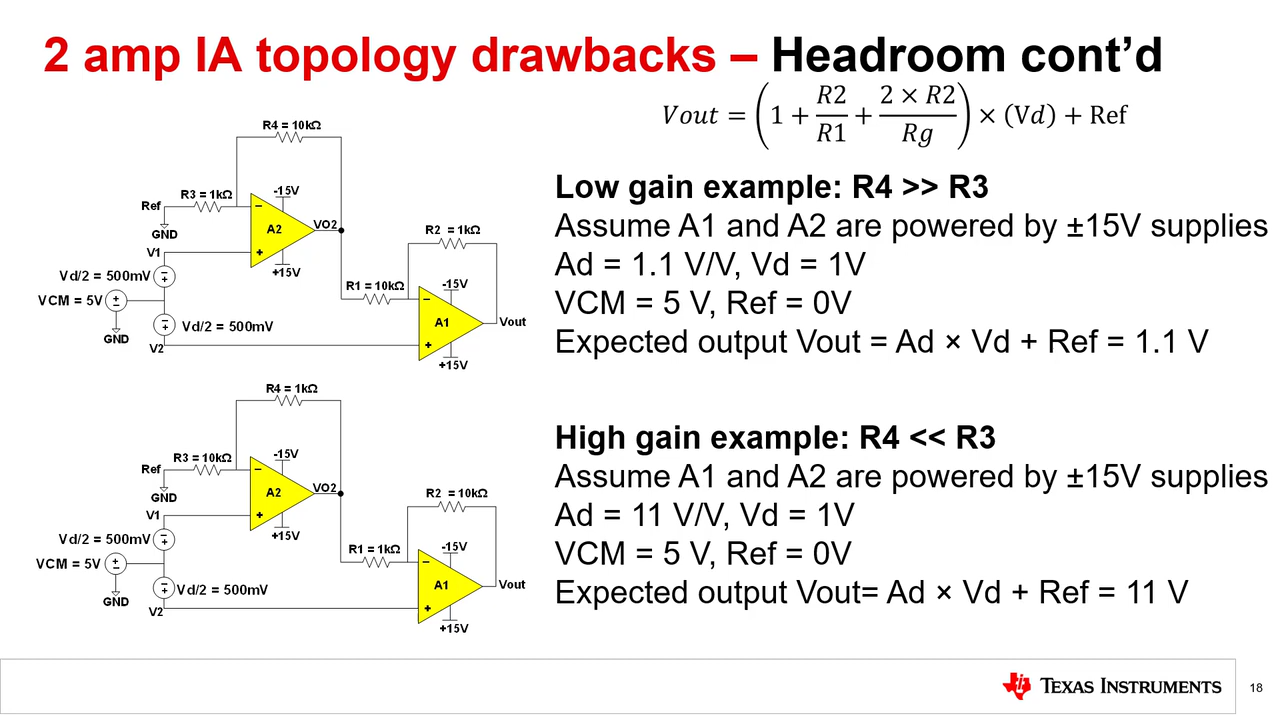 2 amp IA topology drawbacks – Headroom cont’d
Vout = (1 + R2/R1 + 2 × R2/Rg) × (Vd) + Ref
R4 = 10kΩ
R3 = 1kΩ
-15V
Ref
GND
A2
VO2
V1
+15V
Vd/2 = 500mV
VCM = 5V
GND
Vd/2 = 500mV
V2
R2 = 1kΩ
R1 = 10kΩ
-15V
A1
Vout
+15V
Low gain example: R4 >> R3
Assume A1 and A2 are powered by ±15V supplies
Ad = 1.1 V/V, Vd = 1V
VCM = 5 V, Ref = 0V
Expected output Vout = Ad × Vd + Ref = 1.1 V
R4 = 1kΩ
R3 = 10kΩ
-15V
Ref
GND
A2
VO2
V1
+15V
Vd/2 = 500mV
VCM = 5V
GND
Vd/2 = 500mV
V2
R2 = 10kΩ
R1 = 1kΩ
-15V
A1
Vout
+15V
High gain example: R4 << R3
Assume A1 and A2 are powered by ±15V supplies
Ad = 11 V/V, Vd = 1V
VCM = 5 V, Ref = 0V
Expected output Vout= Ad × Vd + Ref = 11 V
TEXAS INSTRUMENTS
18